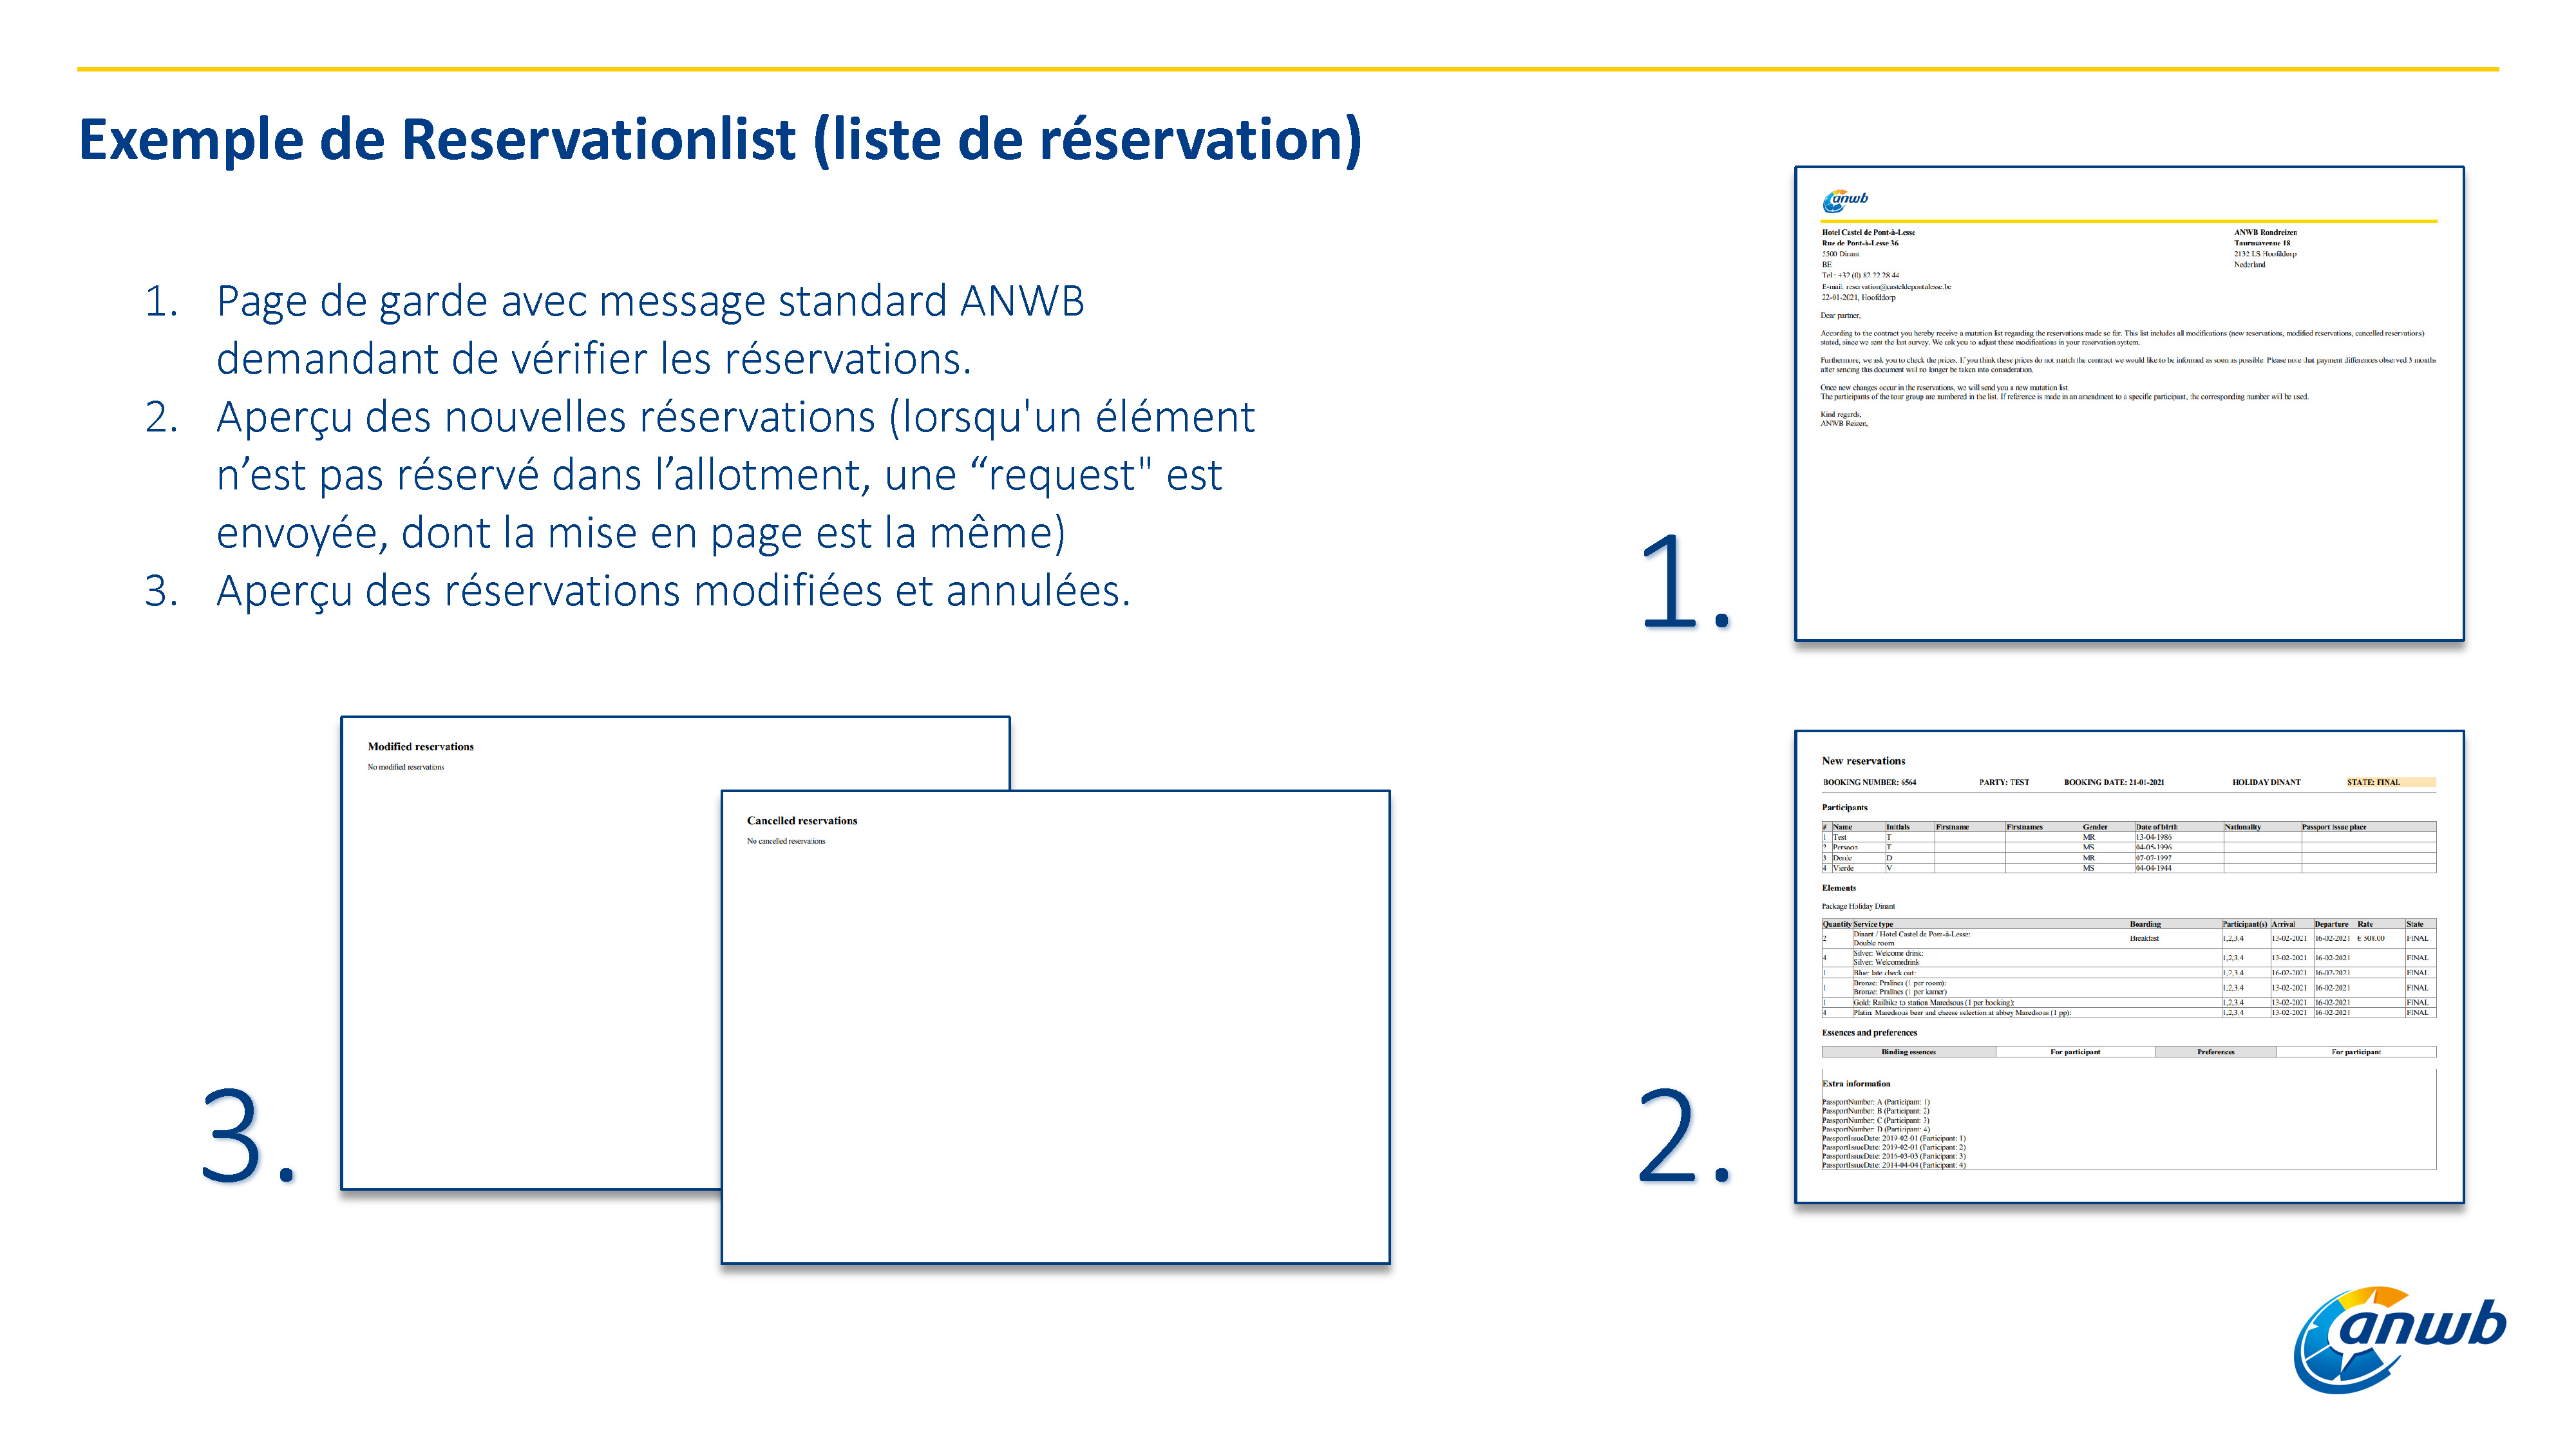 Exemple de Reservationlist (liste de réservation)
1. Page de garde avec message standard ANWB
demandant de vérifier les réservations.
2. Aperçu des nouvelles réservations (lorsqu'un élément
n’est pas réservé dans l’allotment, une “request" est
envoyée, dont la mise en page est la même)
3. Aperçu des réservations modifiées et annulées.
1.
anwb
Hotel Castel de Pont-à-Lesse
Rue de Pont-à-Lesse 36
5500 Dinant
BE
Tel.: +32 (0) 82 22 28 44
E-mail: reservation@casteldepontalesse.be
22-01-2021, Hoofddorp
ANWB Rondreizen
Taurusavenue 18
2132 LS Hoofddorp
Nederland
Dear partner,
According to the contract you hereby receive a mutation list regarding the reservations made so far. This list includes all modifications (new reservations, modified reservations, cancelled reservations)
stated, since we sent the last survey. We ask you to adjust these modifications in your reservation system.
Furthermore, we ask you to check the prices. If you think these prices do not match the contract we would like to be informed as soon as possible. Please note that payment differences observed 3 months
after sending this document will no longer be taken into consideration.
Once new changes occur in the reservations, we will send you a new mutation list.
The participants of the tour group are numbered in the list. If reference is made in an amendment to a specific participant, the corresponding number will be used.
Kind regards,
ANWB Reizen,
3.
Modified reservations
No modified reservations
Cancelled reservations
No cancelled reservations
2.
New reservations
BOOKING NUMBER: 6564 PARTY: TEST BOOKING DATE: 21-01-2021 HOLIDAY DINANT STATE: FINAL
Participants
# Name Initials Firstname Firstnames Gender Date of birth Nationality Passport issue place
1 Test T MR 13-04-1986
2 Persoon T MS 04-05-1996
3 Derde D MR 07-07-1997
4 Vierde V MS 04-04-1944
Elements
Package Holiday Dinant
Quantity Service type Boarding Participant(s) Arrival Departure Rate State
2 Dinant / Hotel Castel de Pont-à-Lesse: Breakfast 1,2,3,4 13-02-2021 16-02-2021 € 508.00 FINAL
Double room
4 Silver: Welcome drink: 1,2,3,4 13-02-2021 16-02-2021 FINAL
Silver: Welcomedrink
1 Blue: late check out: 1,2,3,4 16-02-2021 16-02-2021 FINAL
1 Bronze: Pralines (1 per room): 1,2,3,4 13-02-2021 16-02-2021 FINAL
Bronze: Pralines (1 per kamer)
1 Gold: Railbike to station Maredsous (1 per booking): 1,2,3,4 13-02-2021 16-02-2021 FINAL
4 Platin: Maredsous beer and cheese selection at abbey Maredsous (1 pp): 1,2,3,4 13-02-2021 16-02-2021 FINAL
Essences and preferences
Binding essences For participant Preferences For participant
Extra information
PassportNumber: A (Participant: 1)
PassportNumber: B (Participant: 2)
PassportNumber: C (Participant: 3)
PassportNumber: D (Participant: 4)
PassportIssueDate: 2019-02-01 (Participant: 1)
PassportIssueDate: 2019-02-01 (Participant: 2)
PassportIssueDate: 2016-03-03 (Participant: 3)
PassportIssueDate: 2014-04-04 (Participant: 4)
anwb